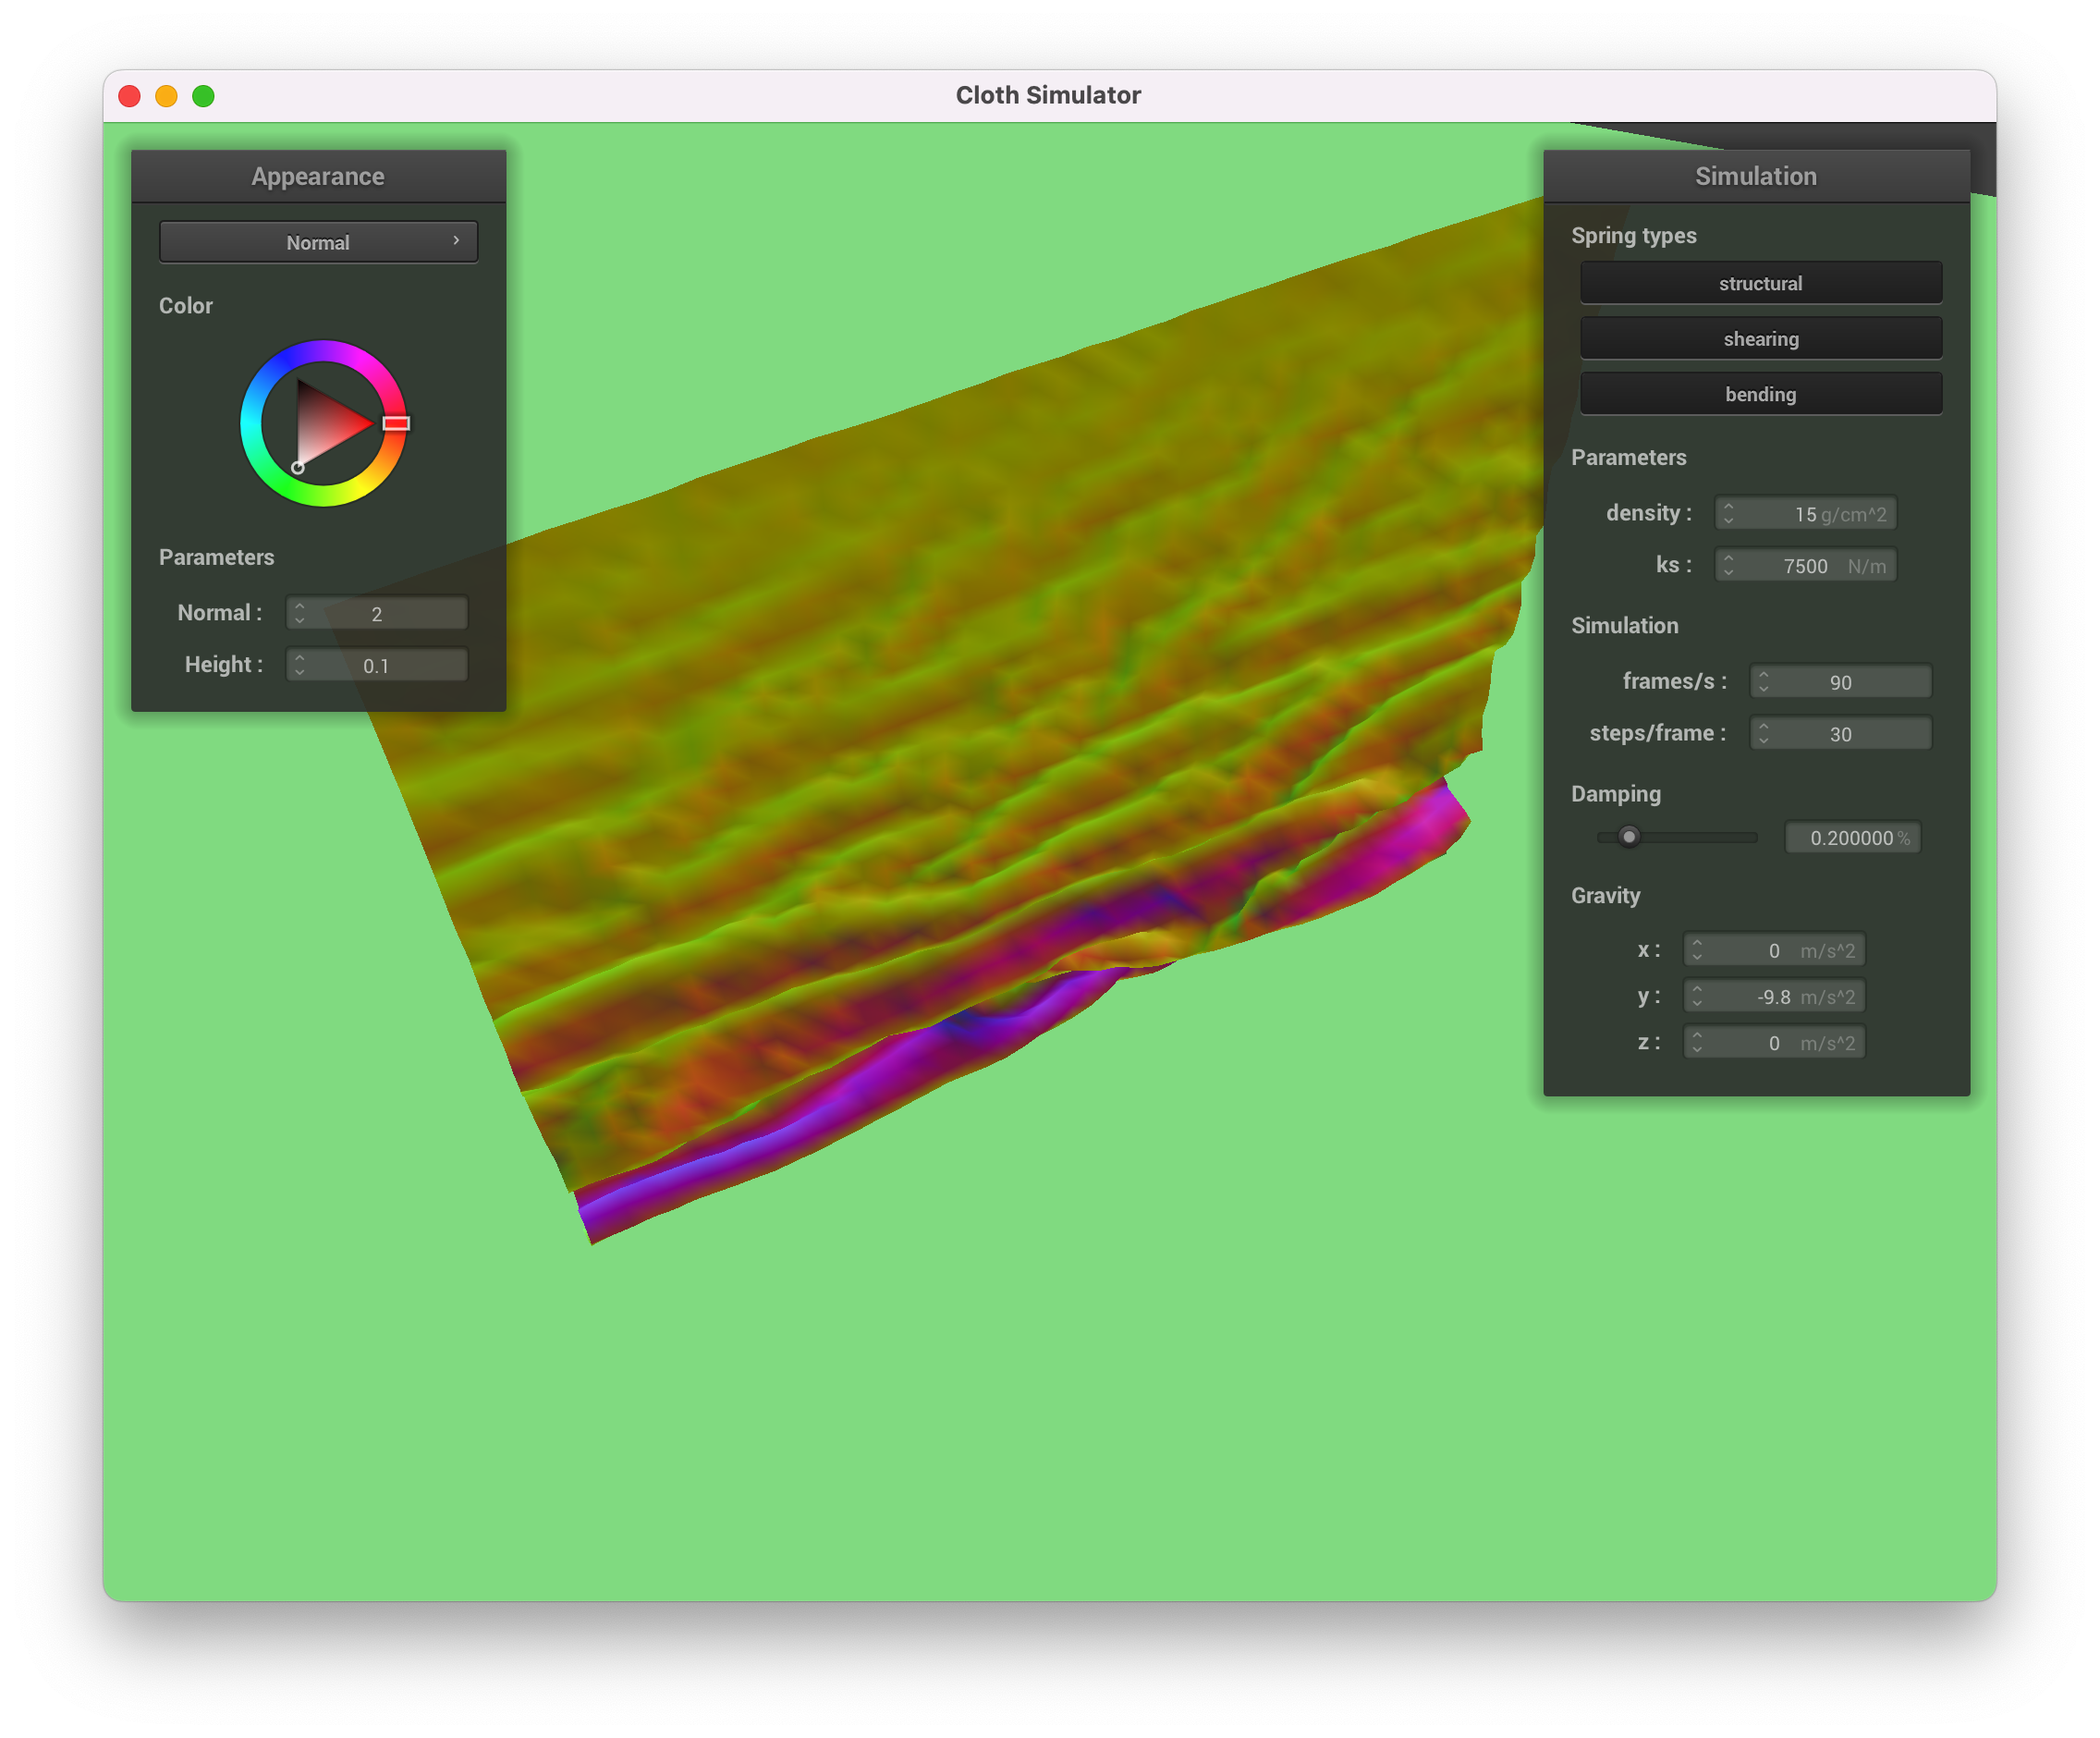 Cloth Simulator
Appearance
Normal
Color
Parameters
Normal : 2
Height : 0.1
Simulation
Spring types
structural
shearing
bending
Parameters
density : 15 g/cm^2
ks : 7500 N/m
Simulation
frames/s : 90
steps/frame : 30
Damping
0.200000 %
Gravity
x : 0 m/s^2
y : -9.8 m/s^2
z : 0 m/s^2